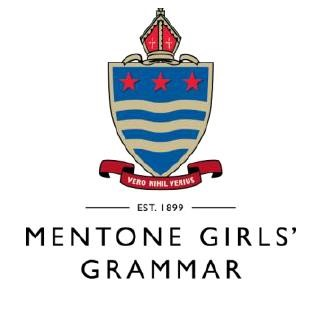 VERO NIHIL VERIUS
EST. 1899
MENTONE GIRLS'
GRAMMAR